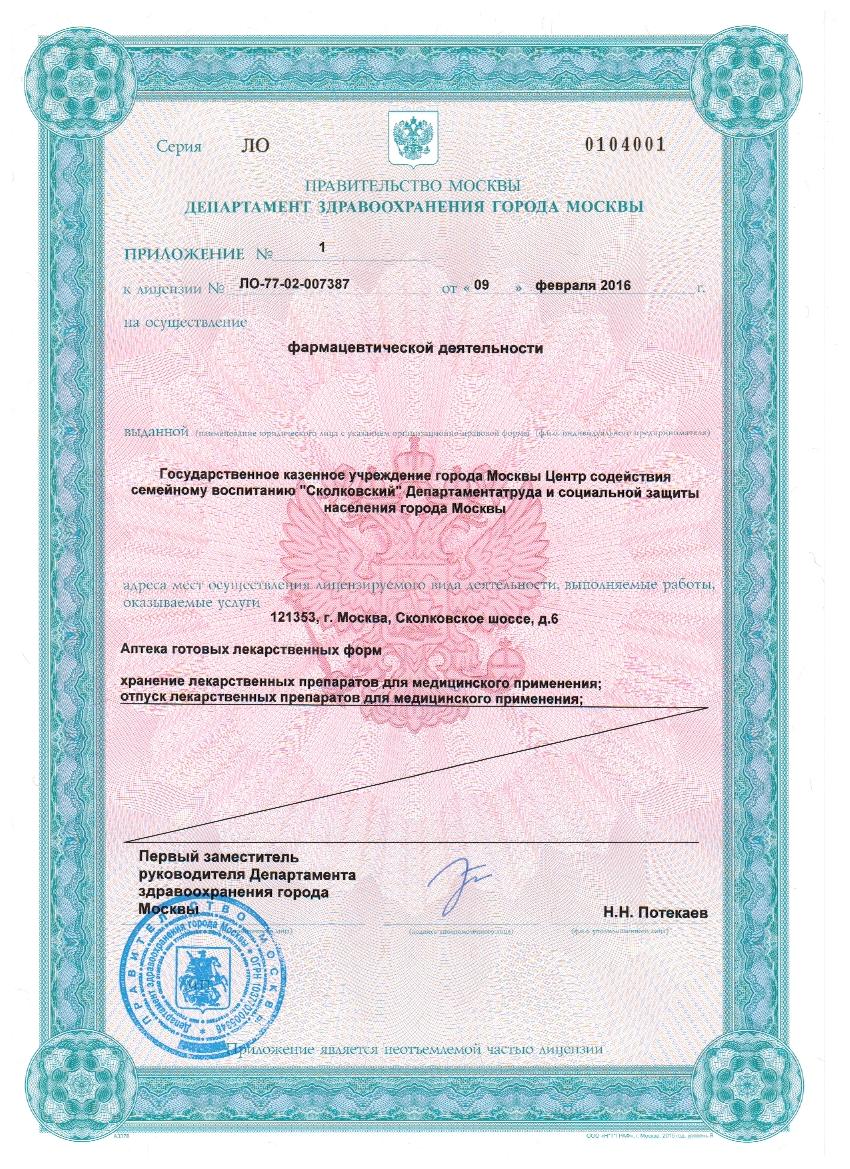 Серия ЛО 0104001
ПРАВИТЕЛЬСТВО МОСКВЫ
ДЕПАРТАМЕНТ ЗДРАВООХРАНЕНИЯ ГОРОДА МОСКВЫ
ПРИЛОЖЕНИЕ № 1
к лицензии № ЛО-77-02-007387 от « 09 » февраля 2016 г.
на осуществление
фармацевтической деятельности
выданной (наименование юридического лица с указанием организационно-правовой формы (ф.и.о. индивидуального предпринимателя)
Государственное казенное учреждение города Москвы Центр содействия
семейному воспитанию "Сколковский" Департаментатруда и социальной защиты
населения города Москвы
адреса мест осуществления лицензируемого вида деятельности, выполняемые работы,
оказываемые услуги
121353, г. Москва, Сколковское шоссе, д.6
Аптека готовых лекарственных форм
хранение лекарственных препаратов для медицинского применения;
отпуск лекарственных препаратов для медицинского применения;
Первый заместитель
руководителя Департамента
здравоохранения города
Москвы Н.Н. Потекаев
(подпись уполномоченного лица) (ф.и.о. уполномоченного лица)
ПРАВИТЕЛЬСТВО МОСКВЫ
Департамент здравоохранения города Москвы
Приложение является неотъемлемой частью лицензии
А3378